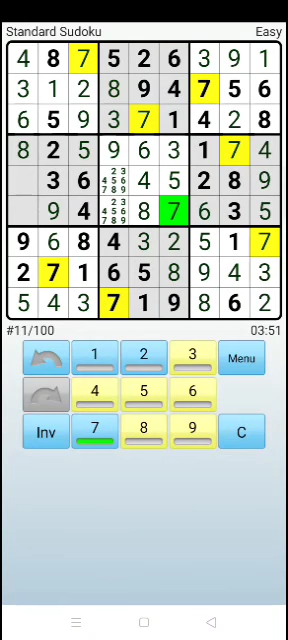 Standard Sudoku Easy
4 8 7 5 2 6 3 9 1
3 1 2 8 9 4 7 5 6
6 5 9 3 7 1 4 2 8
8 2 5 9 6 3 1 7 4
3 6 2 3 4 5 6 7 8 9 4 5 2 8 9
9 4 2 3 4 5 6 7 8 9 8 7 6 3 5
9 6 8 4 3 2 5 1 7
2 7 1 6 5 8 9 4 3
5 4 3 7 1 9 8 6 2
#11/100 03:51
1 2 3 Menu
4 5 6
Inv 7 8 9 C